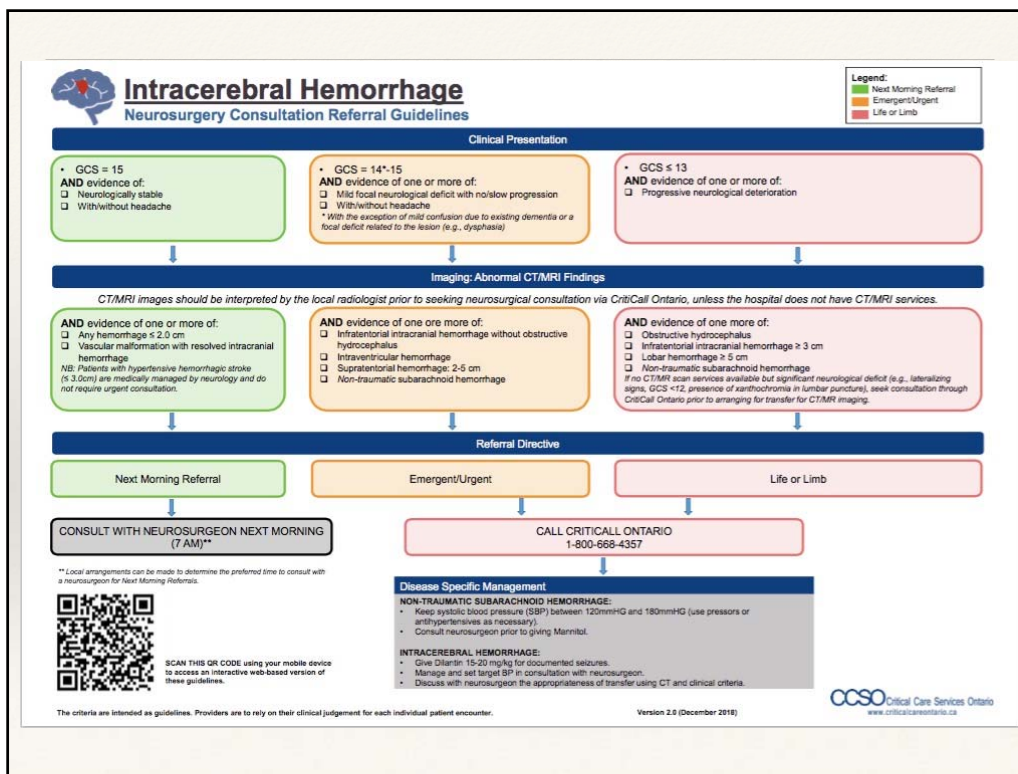 Intracerebral Hemorrhage
Neurosurgery Consultation Referral Guidelines
Legend:
Next Morning Referral
Emergent/Urgent
Life or Limb
Clinical Presentation
• GCS = 15
AND evidence of:
❑ Neurologically stable
❑ With/without headache
• GCS = 14*-15
AND evidence of one or more of:
❑ Mild focal neurological deficit with no/slow progression
❑ With/without headache
* With the exception of mild confusion due to existing dementia or a
focal deficit related to the lesion (e.g., dysphasia)
• GCS ≤ 13
AND evidence of one or more of:
❑ Progressive neurological deterioration
Imaging: Abnormal CT/MRI Findings
CT/MRI images should be interpreted by the local radiologist prior to seeking neurosurgical consultation via CritiCall Ontario, unless the hospital does not have CT/MRI services.
AND evidence of one or more of:
❑ Any hemorrhage ≤ 2.0 cm
❑ Vascular malformation with resolved intracranial
hemorrhage
NB: Patients with hypertensive hemorrhagic stroke
(≤ 3.0cm) are medically managed by neurology and do
not require urgent consultation.
AND evidence of one ore more of:
❑ Infratentorial intracranial hemorrhage without obstructive
hydrocephalus
❑ Intraventricular hemorrhage
❑ Supratentorial hemorrhage: 2-5 cm
❑ Non-traumatic subarachnoid hemorrhage
AND evidence of one more of:
❑ Obstructive hydrocephalus
❑ Infratentorial intracranial hemorrhage ≥ 3 cm
❑ Lobar hemorrhage ≥ 5 cm
❑ Non-traumatic subarachnoid hemorrhage
If no CT/MR scan services available but significant neurological deficit (e.g., lateralizing
signs, GCS <12, presence of xanthochromia in lumbar puncture), seek consultation through
CritiCall Ontario prior to arranging for transfer for CT/MR imaging.
Referral Directive
Next Morning Referral
Emergent/Urgent
Life or Limb
CONSULT WITH NEUROSURGEON NEXT MORNING
(7 AM)**
CALL CRITICALL ONTARIO
1-800-668-4357
** Local arrangements can be made to determine the preferred time to consult with
a neurosurgeon for Next Morning Referrals.
SCAN THIS QR CODE using your mobile device
to access an interactive web-based version of
these guidelines.
Disease Specific Management
NON-TRAUMATIC SUBARACHNOID HEMORRHAGE:
• Keep systolic blood pressure (SBP) between 120mmHG and 180mmHG (use pressors or
antihypertensives as necessary).
• Consult neurosurgeon prior to giving Mannitol.
INTRACEREBRAL HEMORRHAGE:
• Give Dilantin 15-20 mg/kg for documented seizures.
• Manage and set target BP in consultation with neurosurgeon.
• Discuss with neurosurgeon the appropriateness of transfer using CT and clinical criteria.
The criteria are intended as guidelines. Providers are to rely on their clinical judgement for each individual patient encounter.
Version 2.0 (December 2018)
CCSO Critical Care Services Ontario
www.criticalcareontario.ca